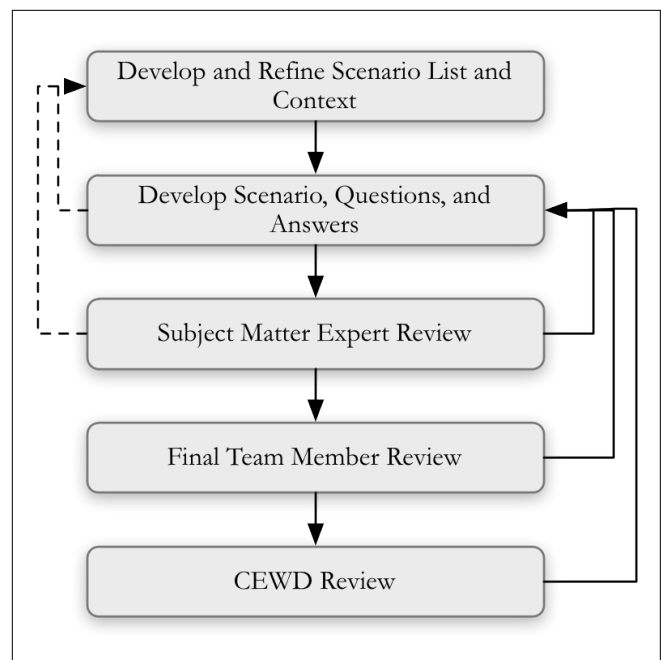 Develop and Refine Scenario List and
Context
Develop Scenario, Questions, and
Answers
Subject Matter Expert Review
Final Team Member Review
CEWD Review